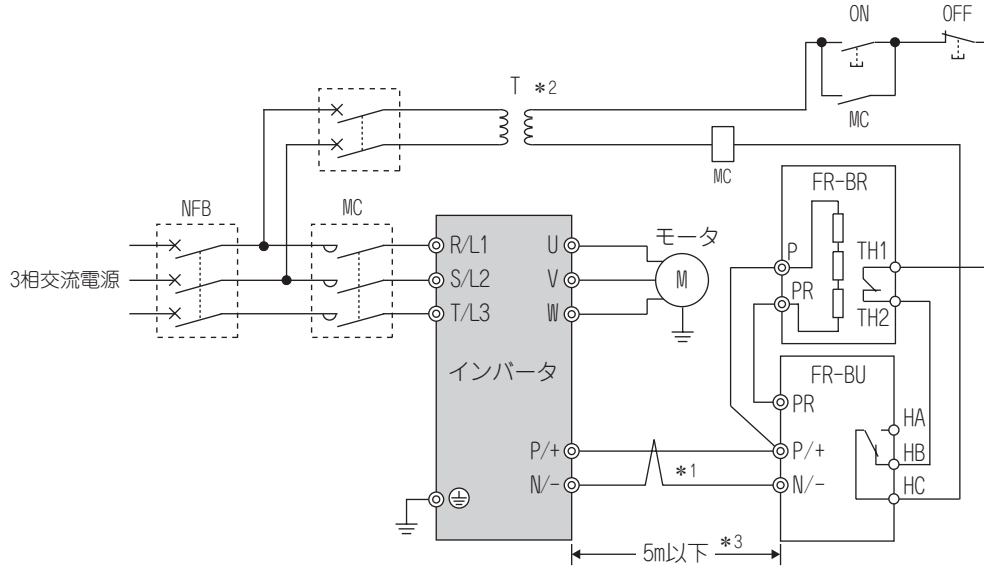 ON
OFF
T *2
MC
MC
FR-BR
NFB
MC
R/L1
U
モータ
P
TH1
3相交流電源
S/L2
V
M
PR
T/L3
W
TH2
インバータ
FR-BU
PR
HA
P/+
P/+
HB
*1
N/-
N/-
HC
5m以下 *3